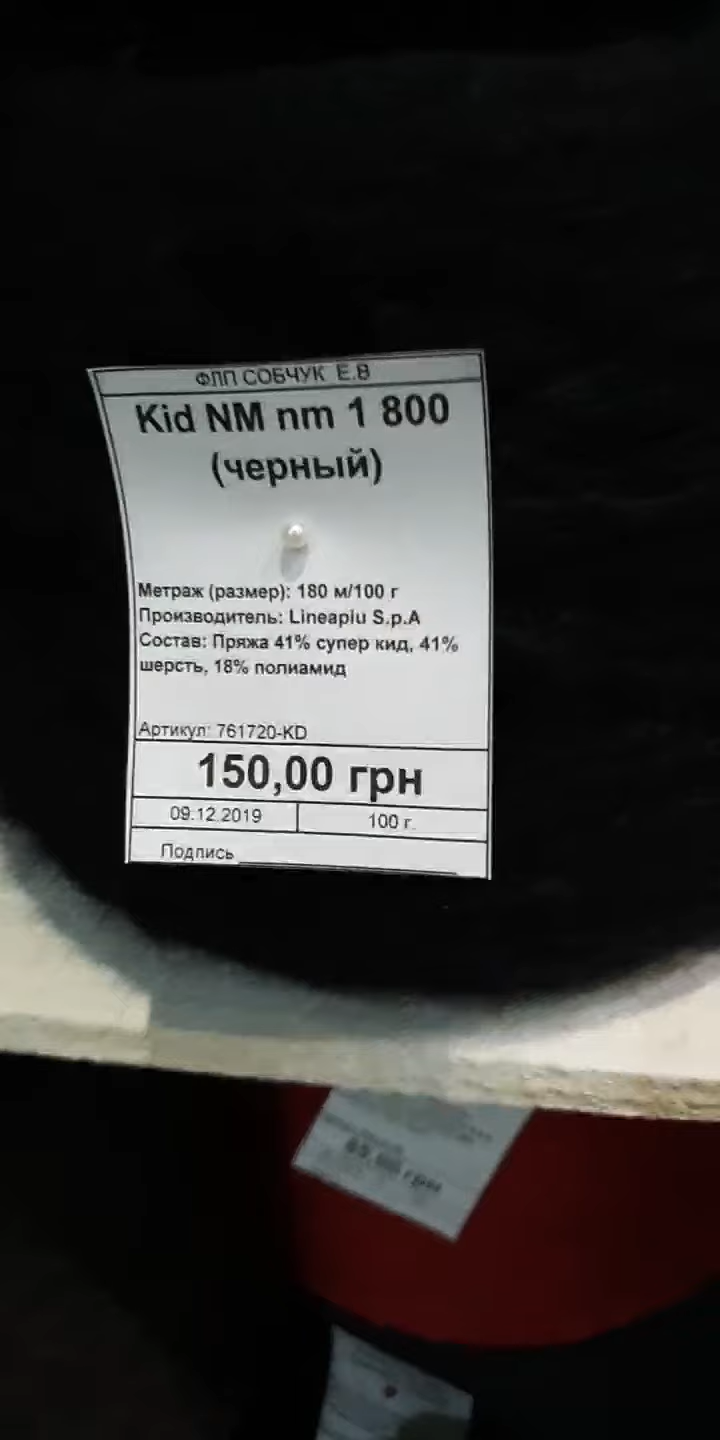 ФЛП СОБЧУК Е.В
Kid NM nm 1 800
(черный)
Метраж (размер): 180 м/100 г
Производитель: Lineapiu S.p.A
Состав: Пряжа 41% супер кид, 41%
шерсть, 18% полиамид
Артикул: 761720-KD
150,00 грн
09.12.2019 100 г.
Подпись
грн